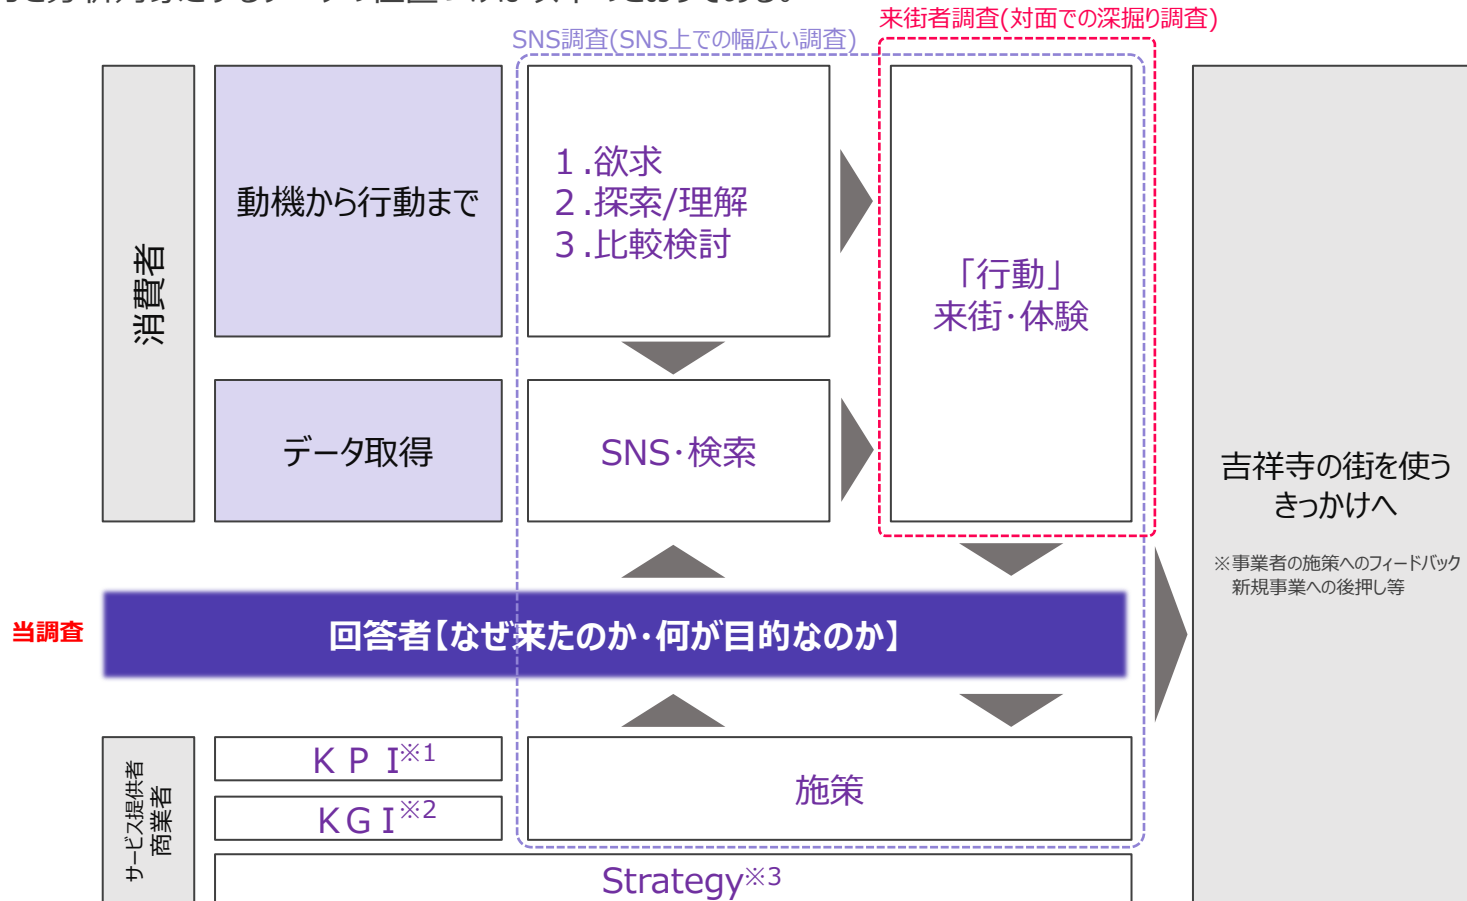 来街者調査(対面での深掘り調査)
SNS調査(SNS上での幅広い調査)
消費者
動機から行動まで
1.欲求
2.探索/理解
3.比較検討
「行動」
来街・体験
データ取得
SNS・検索
吉祥寺の街を使う
きっかけへ
※事業者の施策へのフィードバック
新規事業への後押し等
当調査
回答者【なぜ来たのか・何が目的なのか】
サービス提供者
商業者
KPI※1
KGI※2
施策
Strategy※3